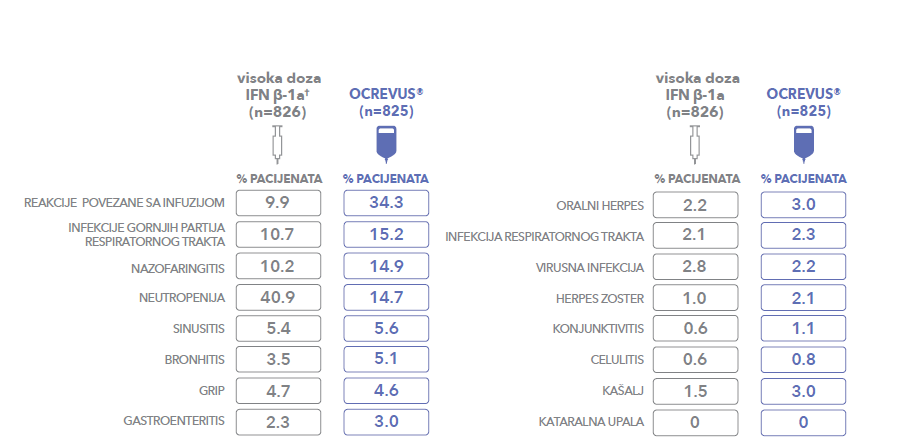 visoka doza
IFN β-1a†
(n=826)
OCREVUS®
(n=825)
% PACIJENATA
% PACIJENATA
REAKCIJE POVEZANE SA INFUZIJOM
9.9
34.3
INFEKCIJE GORNJIH PARTIJA
RESPIRATORNOG TRAKTA
10.7
15.2
NAZOFARINGITIS
10.2
14.9
NEUTROPENIJA
40.9
14.7
SINUSITIS
5.4
5.6
BRONHITIS
3.5
5.1
GRIP
4.7
4.6
GASTROENTERITIS
2.3
3.0
visoka doza
IFN β-1a
(n=826)
OCREVUS®
(n=825)
% PACIJENATA
% PACIJENATA
ORALNI HERPES
2.2
3.0
INFEKCIJA RESPIRATORNOG TRAKTA
2.1
2.3
VIRUSNA INFEKCIJA
2.8
2.2
HERPES ZOSTER
1.0
2.1
KONJUNKTIVITIS
0.6
1.1
CELULITIS
0.6
0.8
KAŠALJ
1.5
3.0
KATARALNA UPALA
0
0